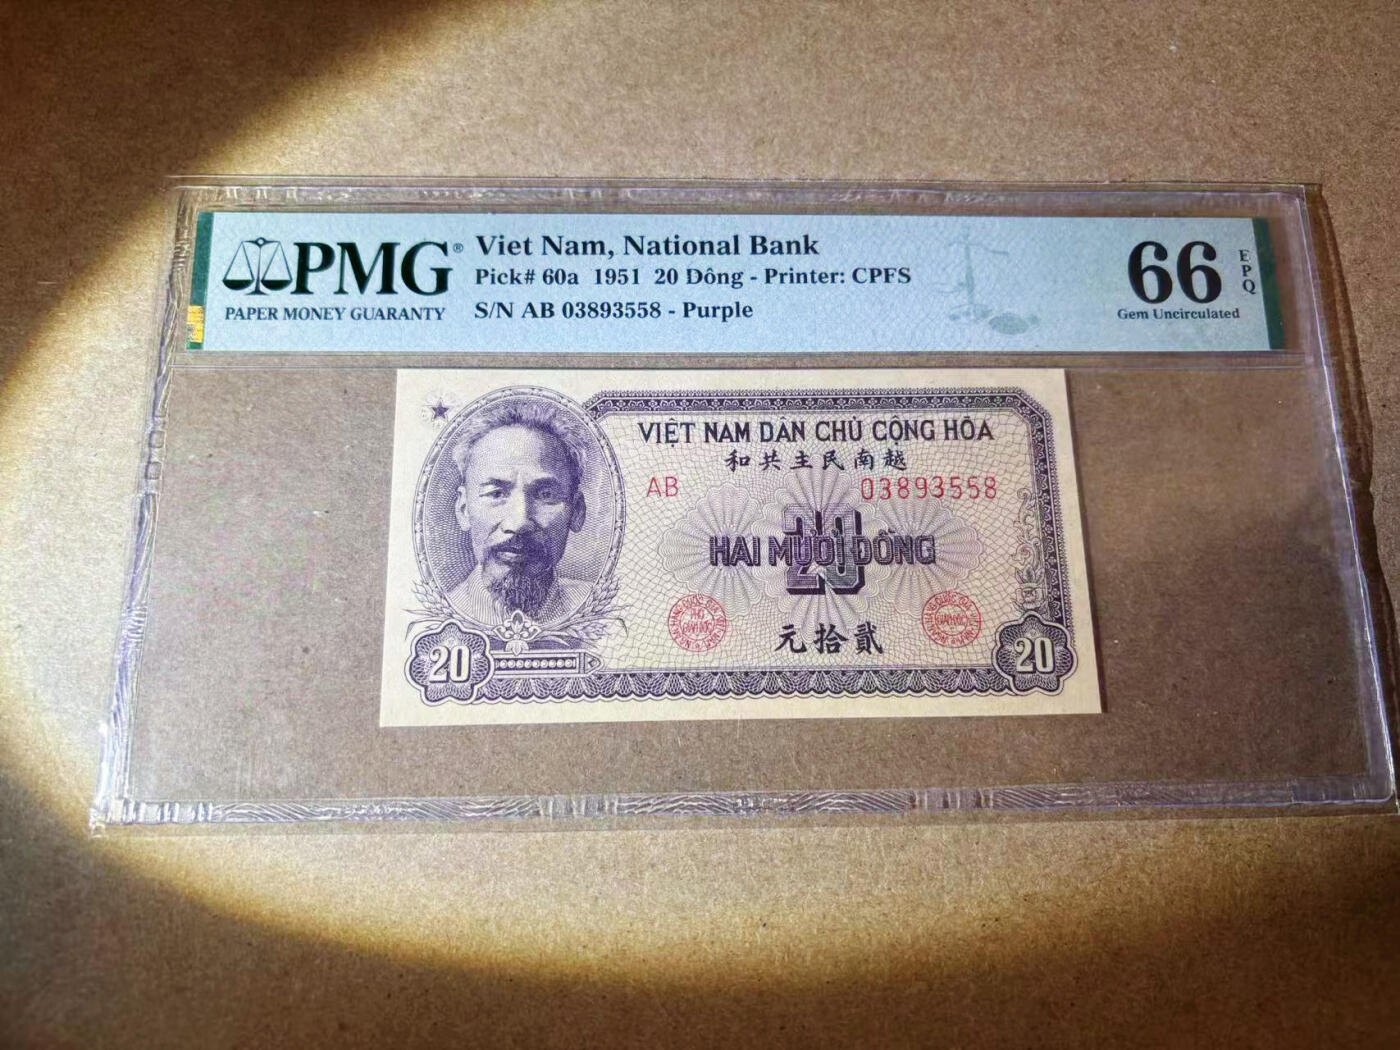 PMG®
PAPER MONEY GUARANTY
Viet Nam, National Bank
Pick# 60a 1951 20 Dông - Printer: CPFS
S/N AB 03893558 - Purple
66
EPQ
Gem Uncirculated
VIỆT NAM DÂN CHỦ CỘNG HÒA
和共主民南越
AB 03893558
20
HAI MƯƠI ĐỒNG
元拾贰
20
20